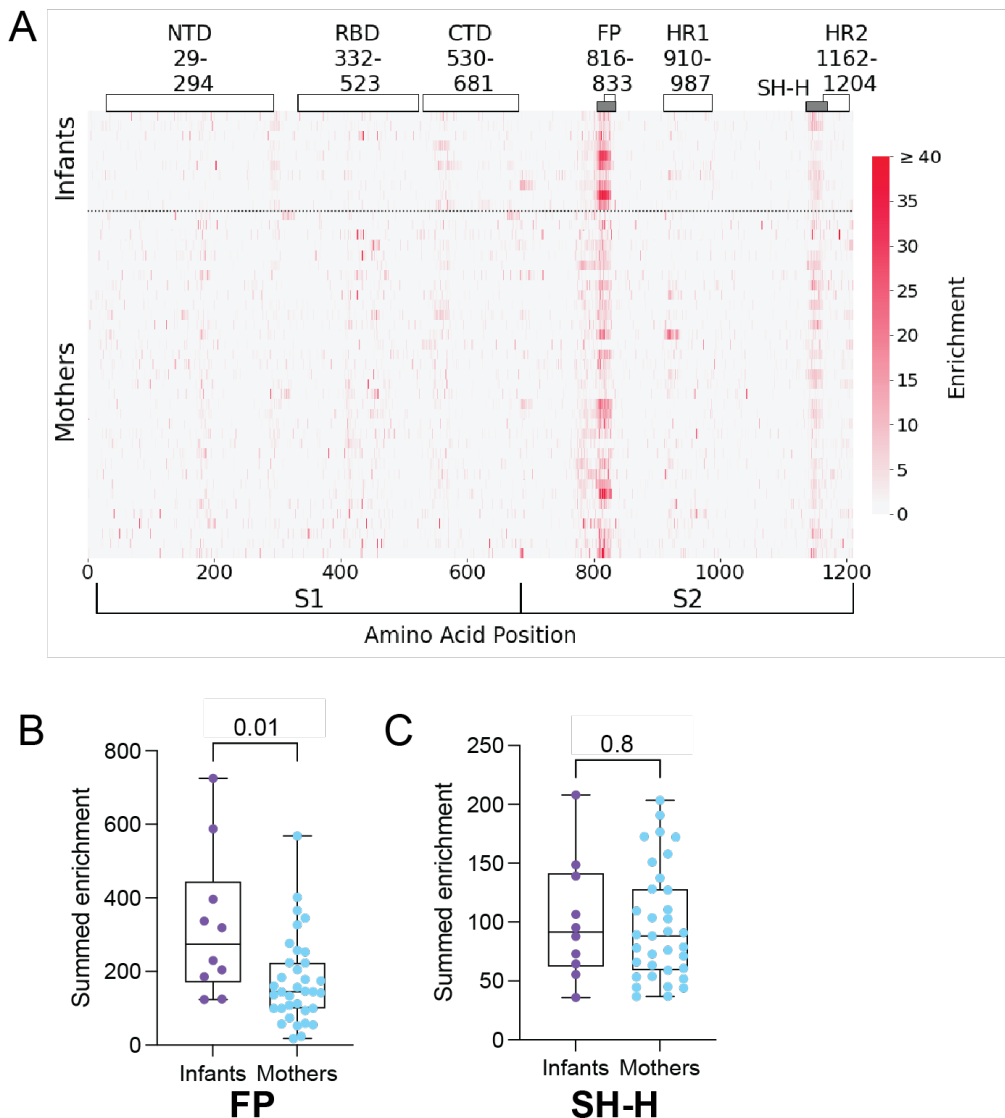 A
NTD RBD CTD FP HR1 HR2
29- 332- 530- 816- 910- 1162-
294 523 681 833 987 SH-H 1204
Infants
Mothers
≥ 40
35
30
25
20
15
10
5
0
Enrichment
0 200 400 600 800 1000 1200
S1 S2
Amino Acid Position
B
0.01
800
600
400
200
0
Summed enrichment
Infants Mothers
FP
C
0.8
250
200
150
100
50
0
Summed enrichment
Infants Mothers
SH-H